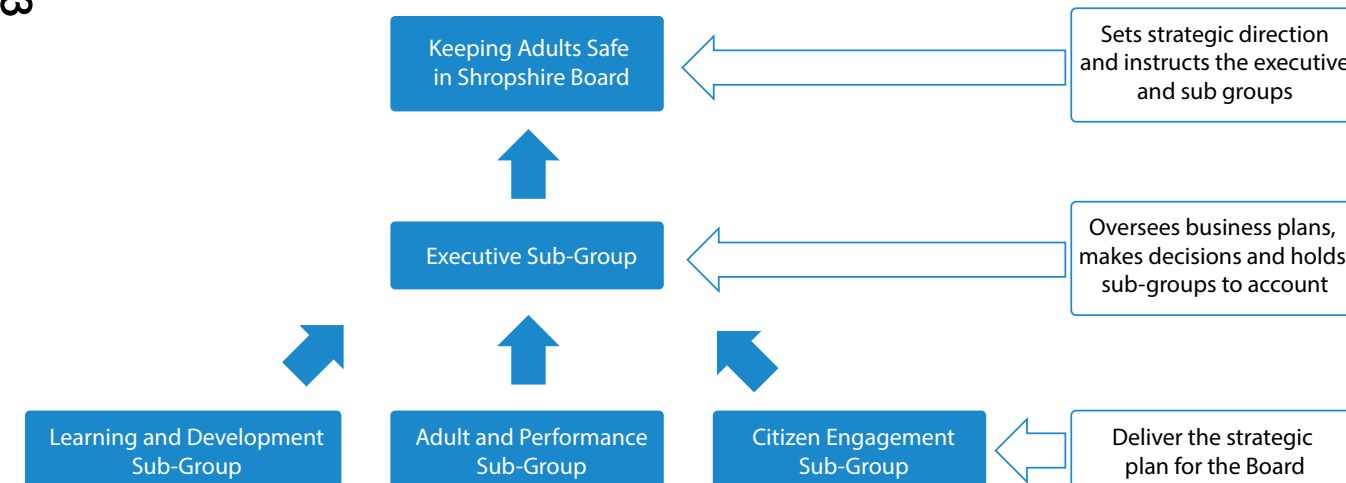 3
Keeping Adults Safe
in Shropshire Board
Sets strategic direction
and instructs the executive
and sub groups
Executive Sub-Group
Oversees business plans,
makes decisions and holds
sub-groups to account
Learning and Development
Sub-Group
Adult and Performance
Sub-Group
Citizen Engagement
Sub-Group
Deliver the strategic
plan for the Board